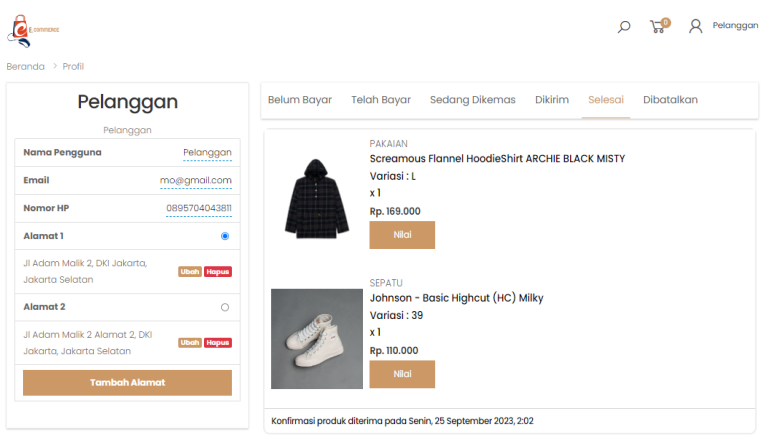 E.COMMERCE
0
Pelanggan
Beranda > Profil
Pelanggan
Pelanggan
Nama Pengguna Pelanggan
Email mo@gmail.com
Nomor HP 0895704043811
Alamat 1
Jl Adam Malik 2, DKI Jakarta,
Jakarta Selatan
Ubah Hapus
Alamat 2
Jl Adam Malik 2 Alamat 2, DKI
Jakarta, Jakarta Selatan
Ubah Hapus
Tambah Alamat
Belum Bayar Telah Bayar Sedang Dikemas Dikirim Selesai Dibatalkan
PAKAIAN
Screamous Flannel HoodieShirt ARCHIE BLACK MISTY
Variasi : L
x 1
Rp. 169.000
Nilai
SEPATU
Johnson - Basic Highcut (HC) Milky
Variasi : 39
x 1
Rp. 110.000
Nilai
Konfirmasi produk diterima pada Senin, 25 September 2023, 2:02